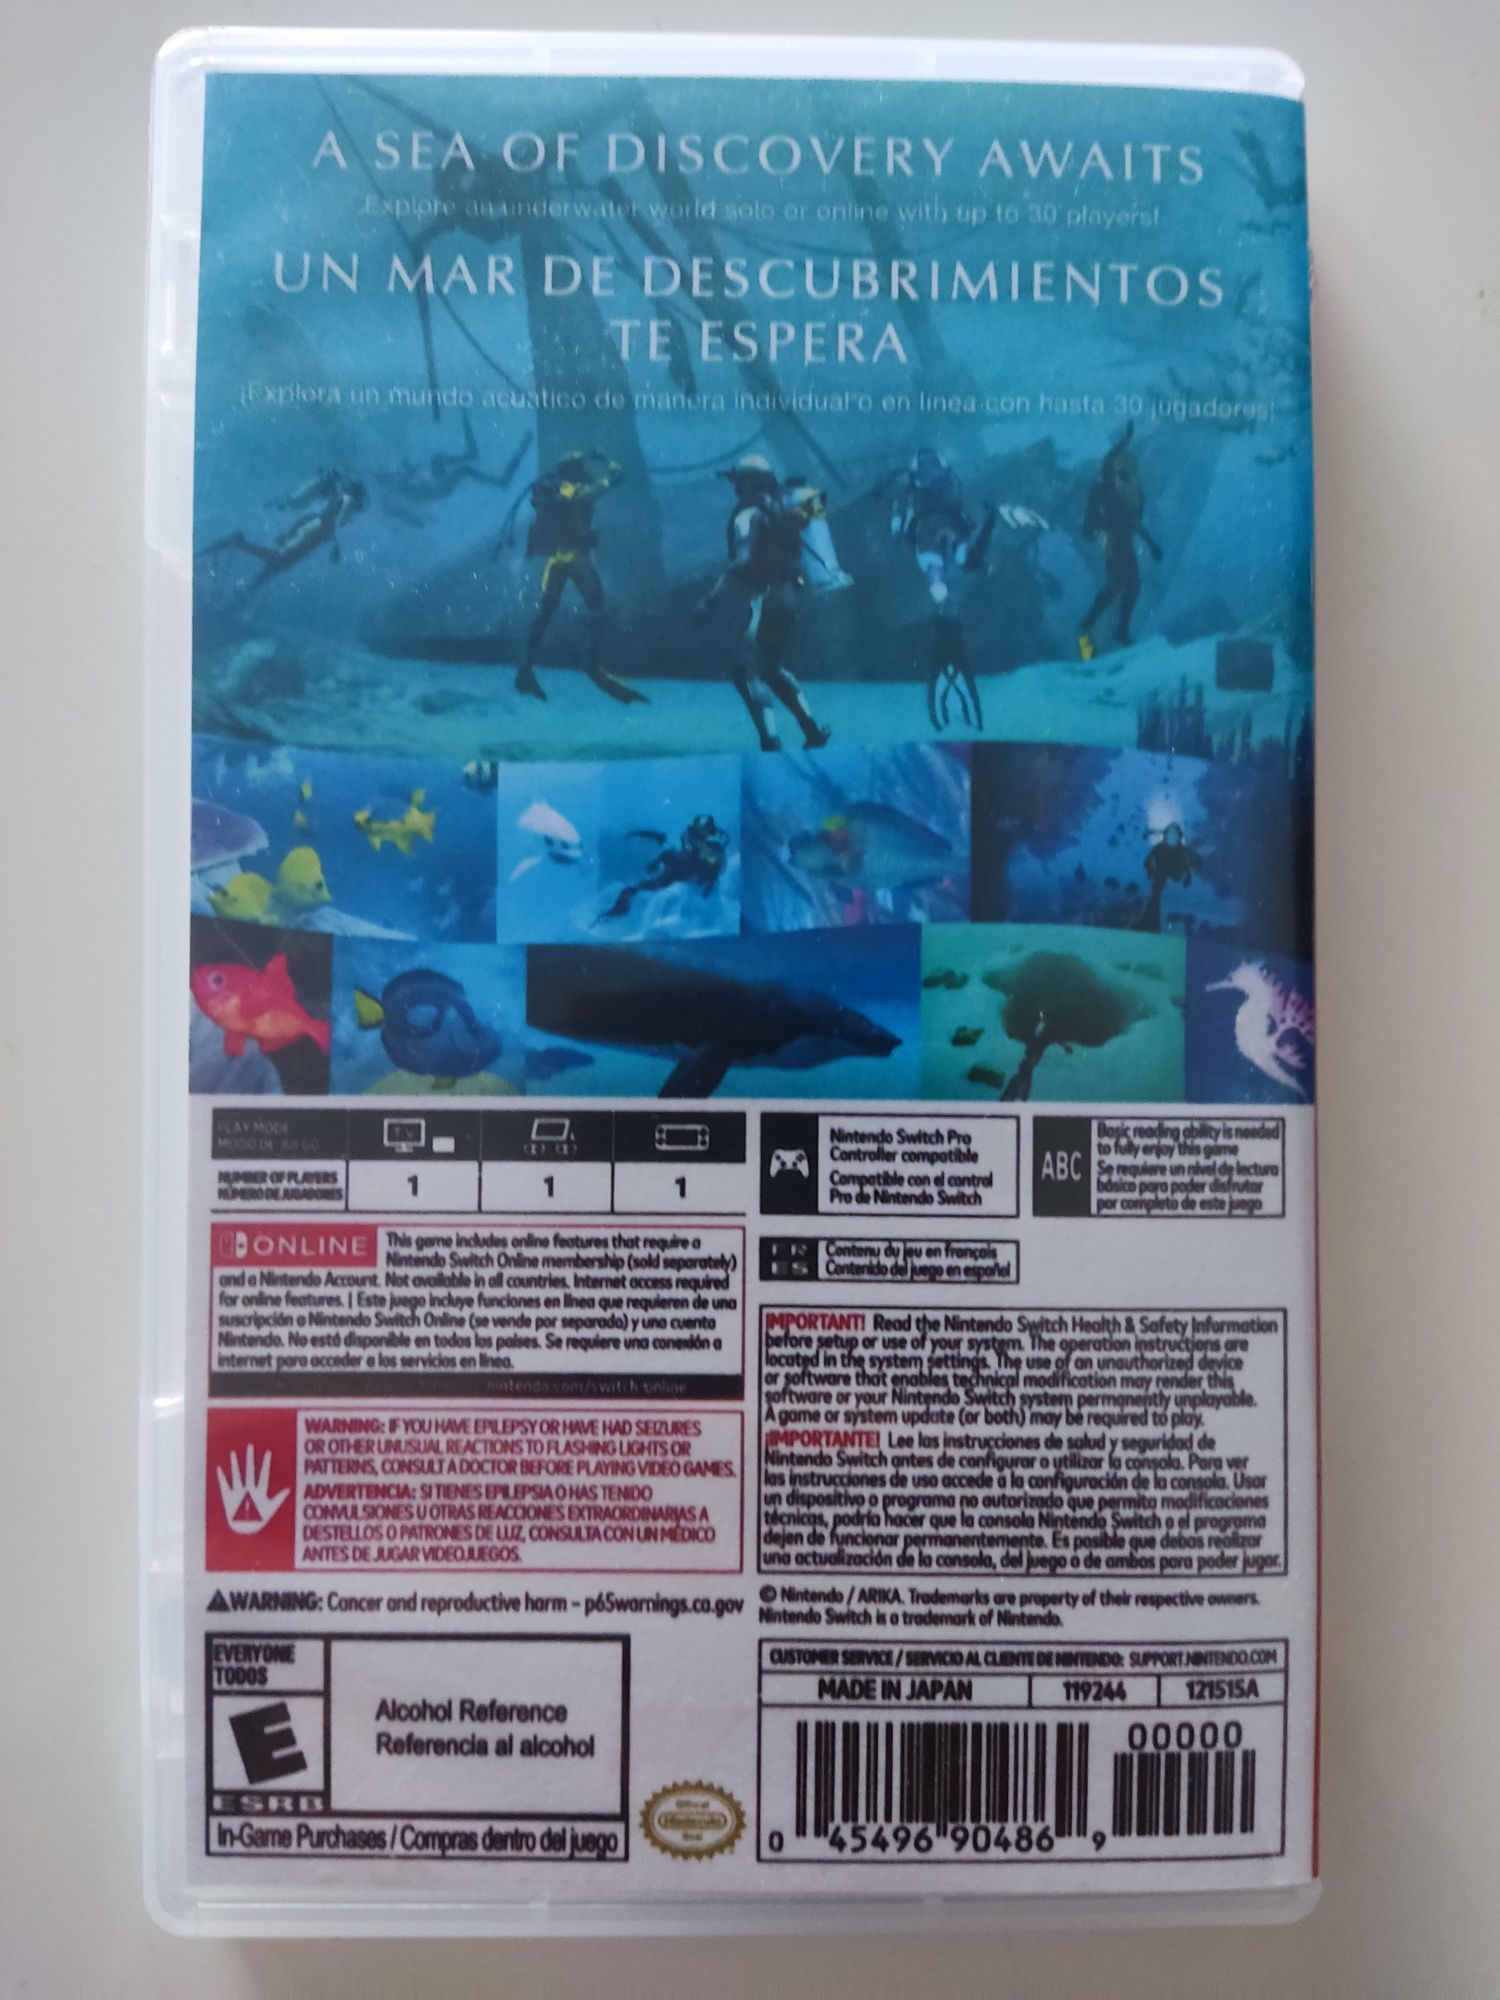 A SEA OF DISCOVERY AWAITS
Explore an underwater world solo or online with up to 30 players!
UN MAR DE DESCUBRIMIENTOS
TE ESPERA
¡Explora un mundo acuático de manera individual o en línea con hasta 30 jugadores!
PLAY MODE
MODO DE JUEGO
TV
NUMBER OF PLAYERS
NÚMERO DE JUGADORES
1 1 1
Nintendo Switch Pro
Controller compatible
Compatible con el control
Pro de Nintendo Switch
ABC
Basic reading ability is needed
to fully enjoy this game
Se requiere un nivel de lectura
básico para poder disfrutar
por completo de este juego
ONLINE
This game includes online features that require a
Nintendo Switch Online membership (sold separately)
and a Nintendo Account. Not available in all countries. Internet access required
for online features. | Este juego incluye funciones en línea que requieren de una
suscripción a Nintendo Switch Online (se vende por separado) y una cuenta
Nintendo. No está disponible en todos los países. Se requiere una conexión a
internet para acceder a los servicios en línea.
nintendo.com/switch-online
FR
ES
Contenu du jeu en français
Contenido del juego en español
IMPORTANT! Read the Nintendo Switch Health & Safety Information
before setup or use of your system. The operation instructions are
located in the system settings. The use of an unauthorized device
or software that enables technical modification may render this
software or your Nintendo Switch system permanently unplayable.
A game or system update (or both) may be required to play.
¡IMPORTANTE! Lee las instrucciones de salud y seguridad de
Nintendo Switch antes de configurar o utilizar la consola. Para ver
las instrucciones de uso accede a la configuración de la consola. Usar
un dispositivo o programa no autorizado que permita modificaciones
técnicas, podría hacer que la consola Nintendo Switch o el programa
dejen de funcionar permanentemente. Es posible que debas realizar
una actualización de la consola, del juego o de ambos para poder jugar.
WARNING: IF YOU HAVE EPILEPSY OR HAVE HAD SEIZURES
OR OTHER UNUSUAL REACTIONS TO FLASHING LIGHTS OR
PATTERNS, CONSULT A DOCTOR BEFORE PLAYING VIDEO GAMES.
ADVERTENCIA: SI TIENES EPILEPSIA O HAS TENIDO
CONVULSIONES U OTRAS REACCIONES EXTRAORDINARIAS A
DESTELLOS O PATRONES DE LUZ, CONSULTA CON UN MÉDICO
ANTES DE JUGAR VIDEOJUEGOS.
WARNING: Cancer and reproductive harm – p65warnings.ca.gov
© Nintendo / ARIKA. Trademarks are property of their respective owners.
Nintendo Switch is a trademark of Nintendo.
EVERYONE
TODOS
E
ESRB
Alcohol Reference
Referencia al alcohol
In-Game Purchases / Compras dentro del juego
Official
Nintendo
Seal
CUSTOMER SERVICE / SERVICIO AL CLIENTE DE NINTENDO: SUPPORT.NINTENDO.COM
MADE IN JAPAN 119244 121515A
00000
0 45496 90486 9